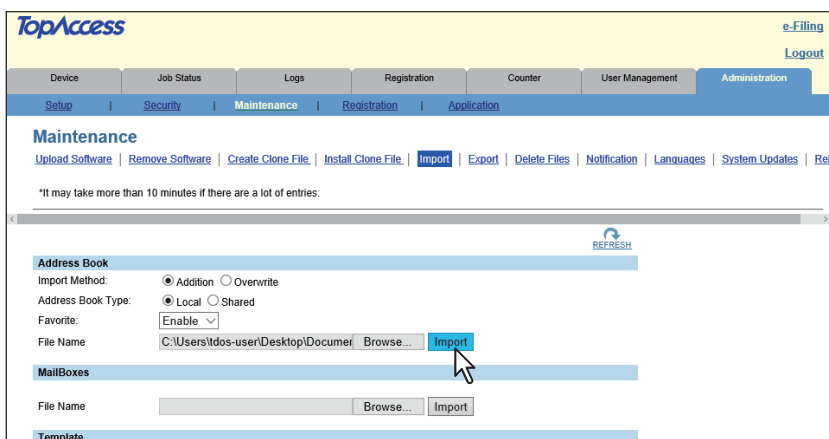 TopAccess
e-Filing
Logout
Device Job Status Logs Registration Counter User Management Administration
Setup | Security | Maintenance | Registration | Application
Maintenance
Upload Software | Remove Software | Create Clone File | Install Clone File | Import | Export | Delete Files | Notification | Languages | System Updates |
*It may take more than 10 minutes if there are a lot of entries.
REFRESH
Address Book
Import Method: Addition Overwrite
Address Book Type: Local Shared
Favorite: Enable
File Name C:\Users\tdos-user\Desktop\Documer Browse... Import
MailBoxes
File Name Browse... Import
Template